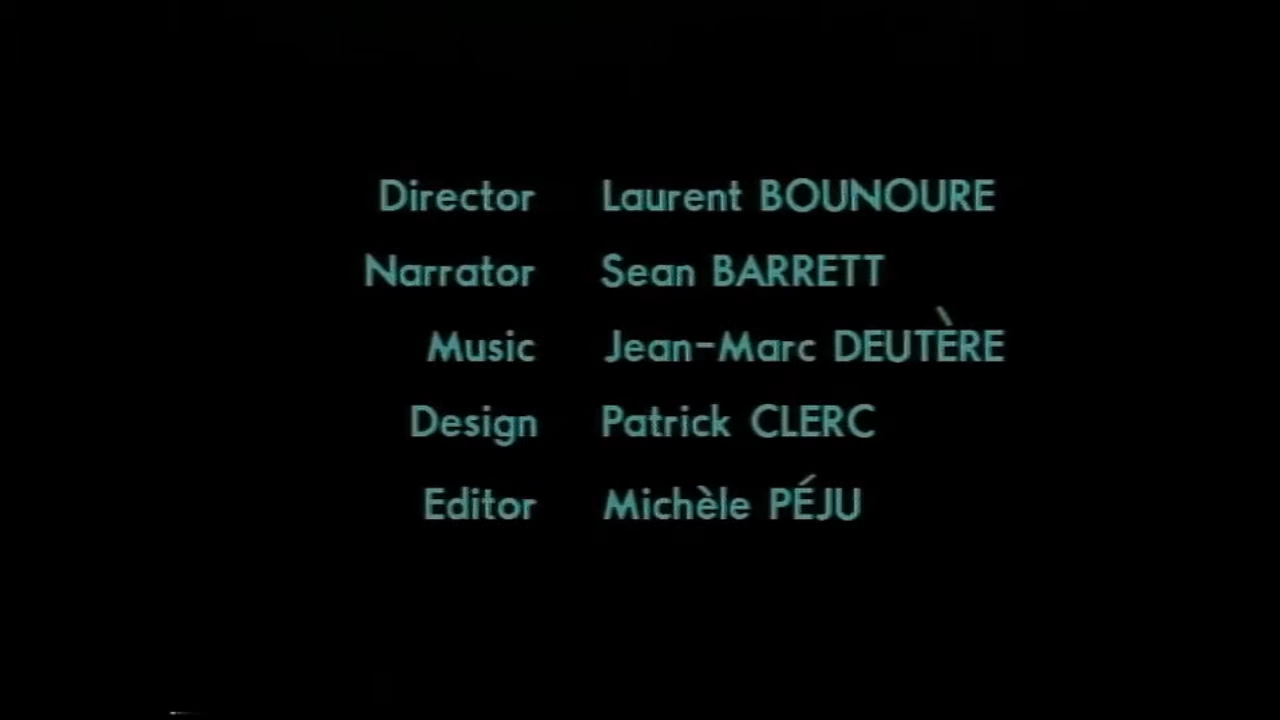 Director Laurent BOUNOURE
Narrator Sean BARRETT
Music Jean-Marc DEUTÈRE
Design Patrick CLERC
Editor Michèle PÉJU